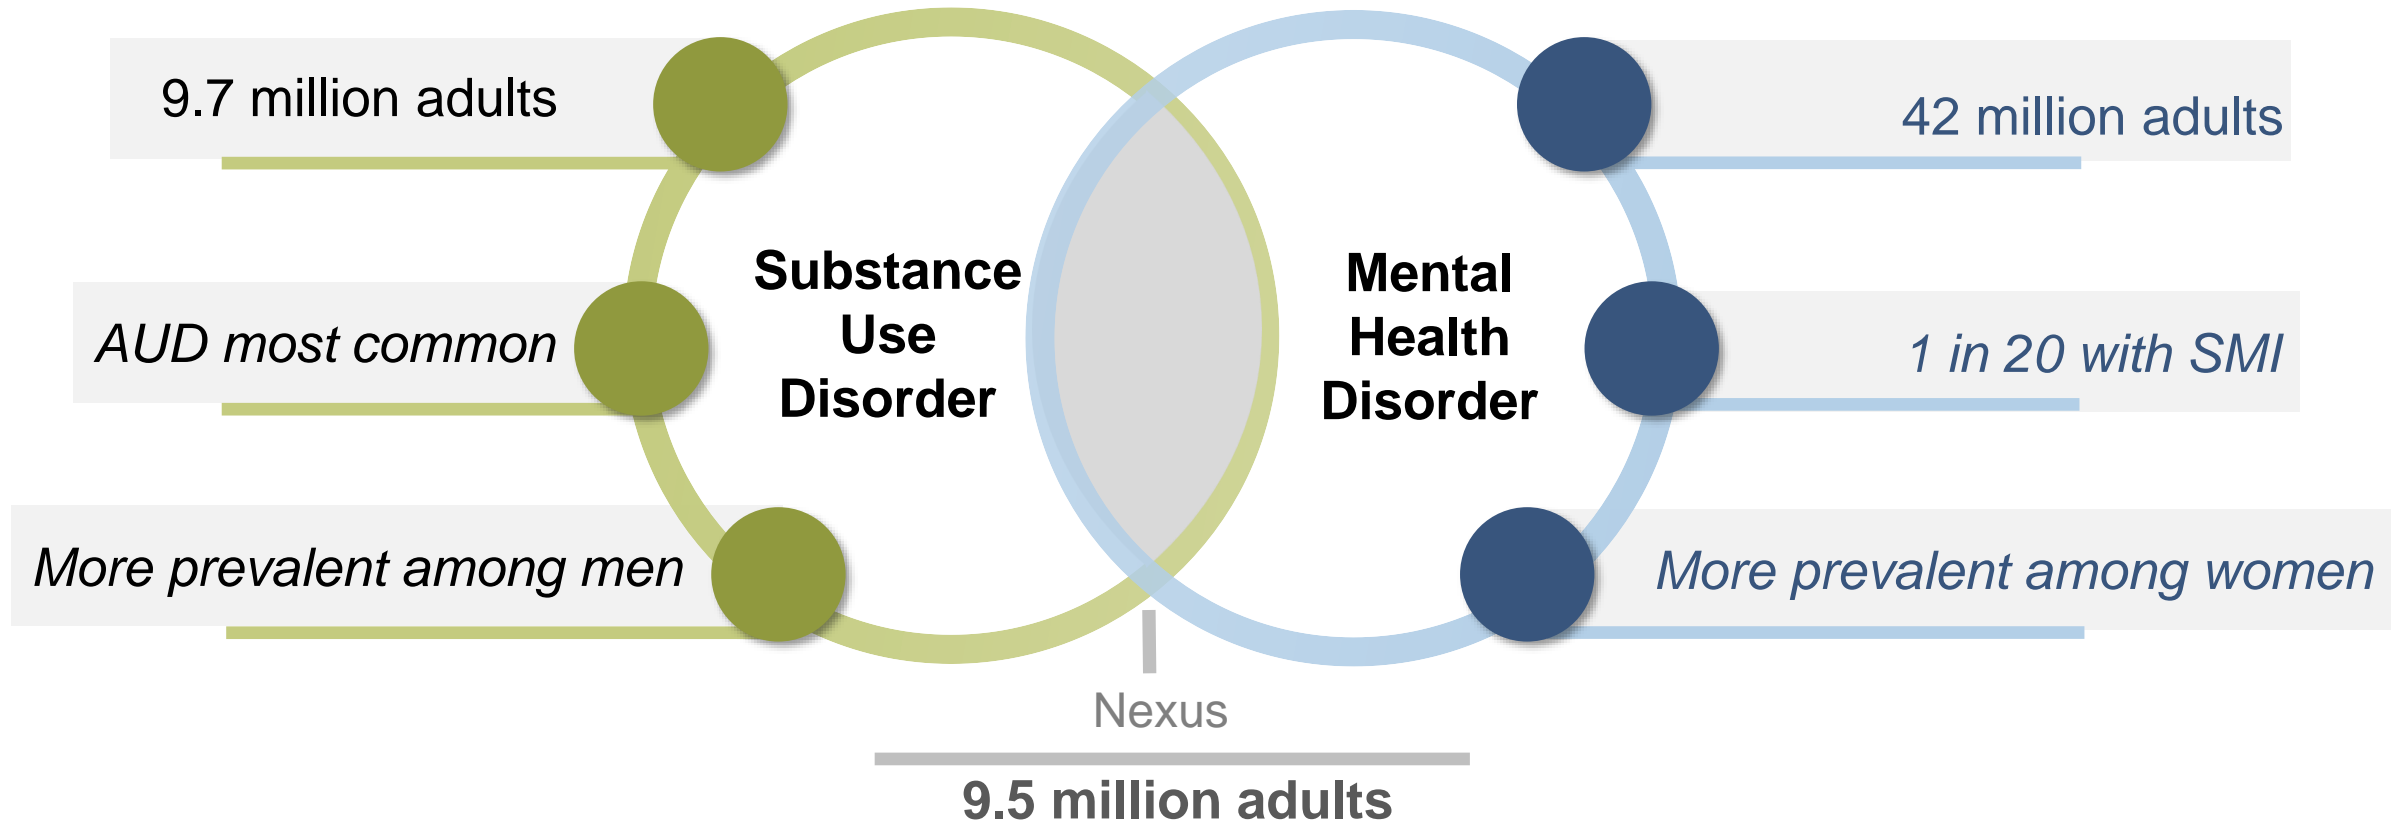 9.7 million adults
AUD most common
More prevalent among men
Substance
Use
Disorder
Mental
Health
Disorder
42 million adults
1 in 20 with SMI
More prevalent among women
Nexus
9.5 million adults